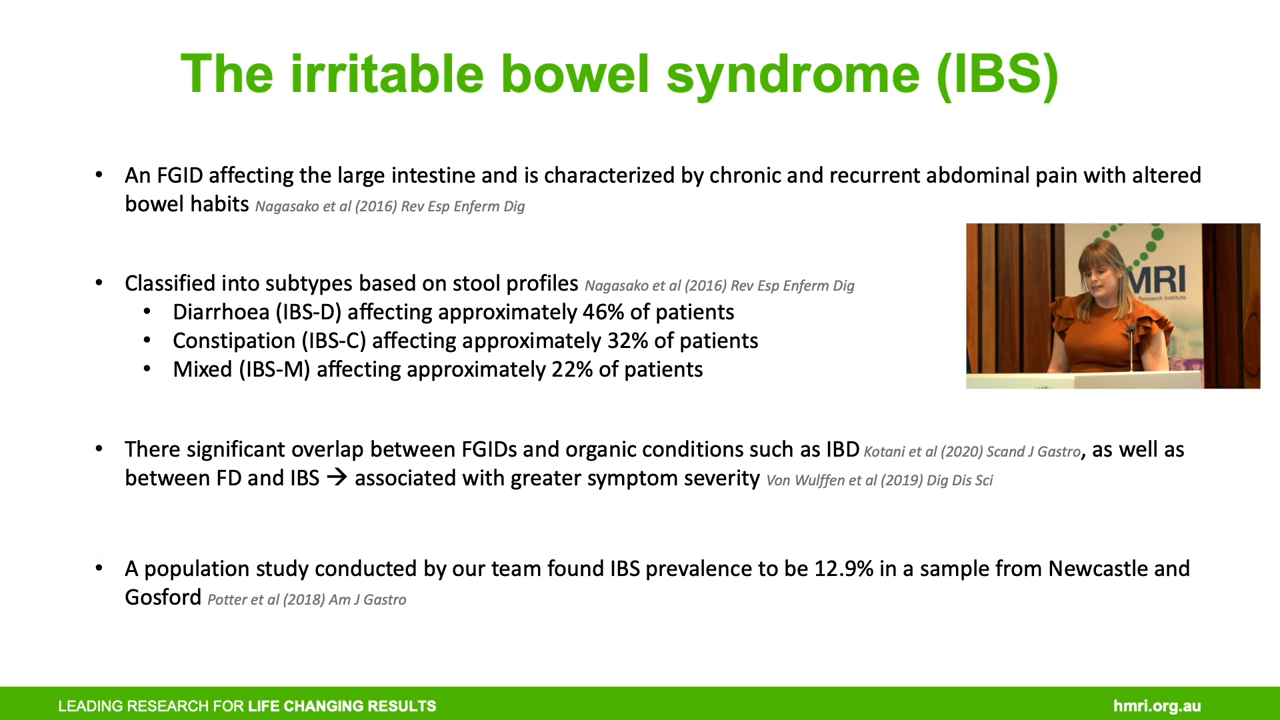 The irritable bowel syndrome (IBS)
• An FGID affecting the large intestine and is characterized by chronic and recurrent abdominal pain with altered
bowel habits Nagasako et al (2016) Rev Esp Enferm Dig
• Classified into subtypes based on stool profiles Nagasako et al (2016) Rev Esp Enferm Dig
• Diarrhoea (IBS-D) affecting approximately 46% of patients
• Constipation (IBS-C) affecting approximately 32% of patients
• Mixed (IBS-M) affecting approximately 22% of patients
MRI
Research Institute
• There significant overlap between FGIDs and organic conditions such as IBD Kotani et al (2020) Scand J Gastro, as well as
between FD and IBS → associated with greater symptom severity Von Wulffen et al (2019) Dig Dis Sci
• A population study conducted by our team found IBS prevalence to be 12.9% in a sample from Newcastle and
Gosford Potter et al (2018) Am J Gastro
LEADING RESEARCH FOR LIFE CHANGING RESULTS
hmri.org.au